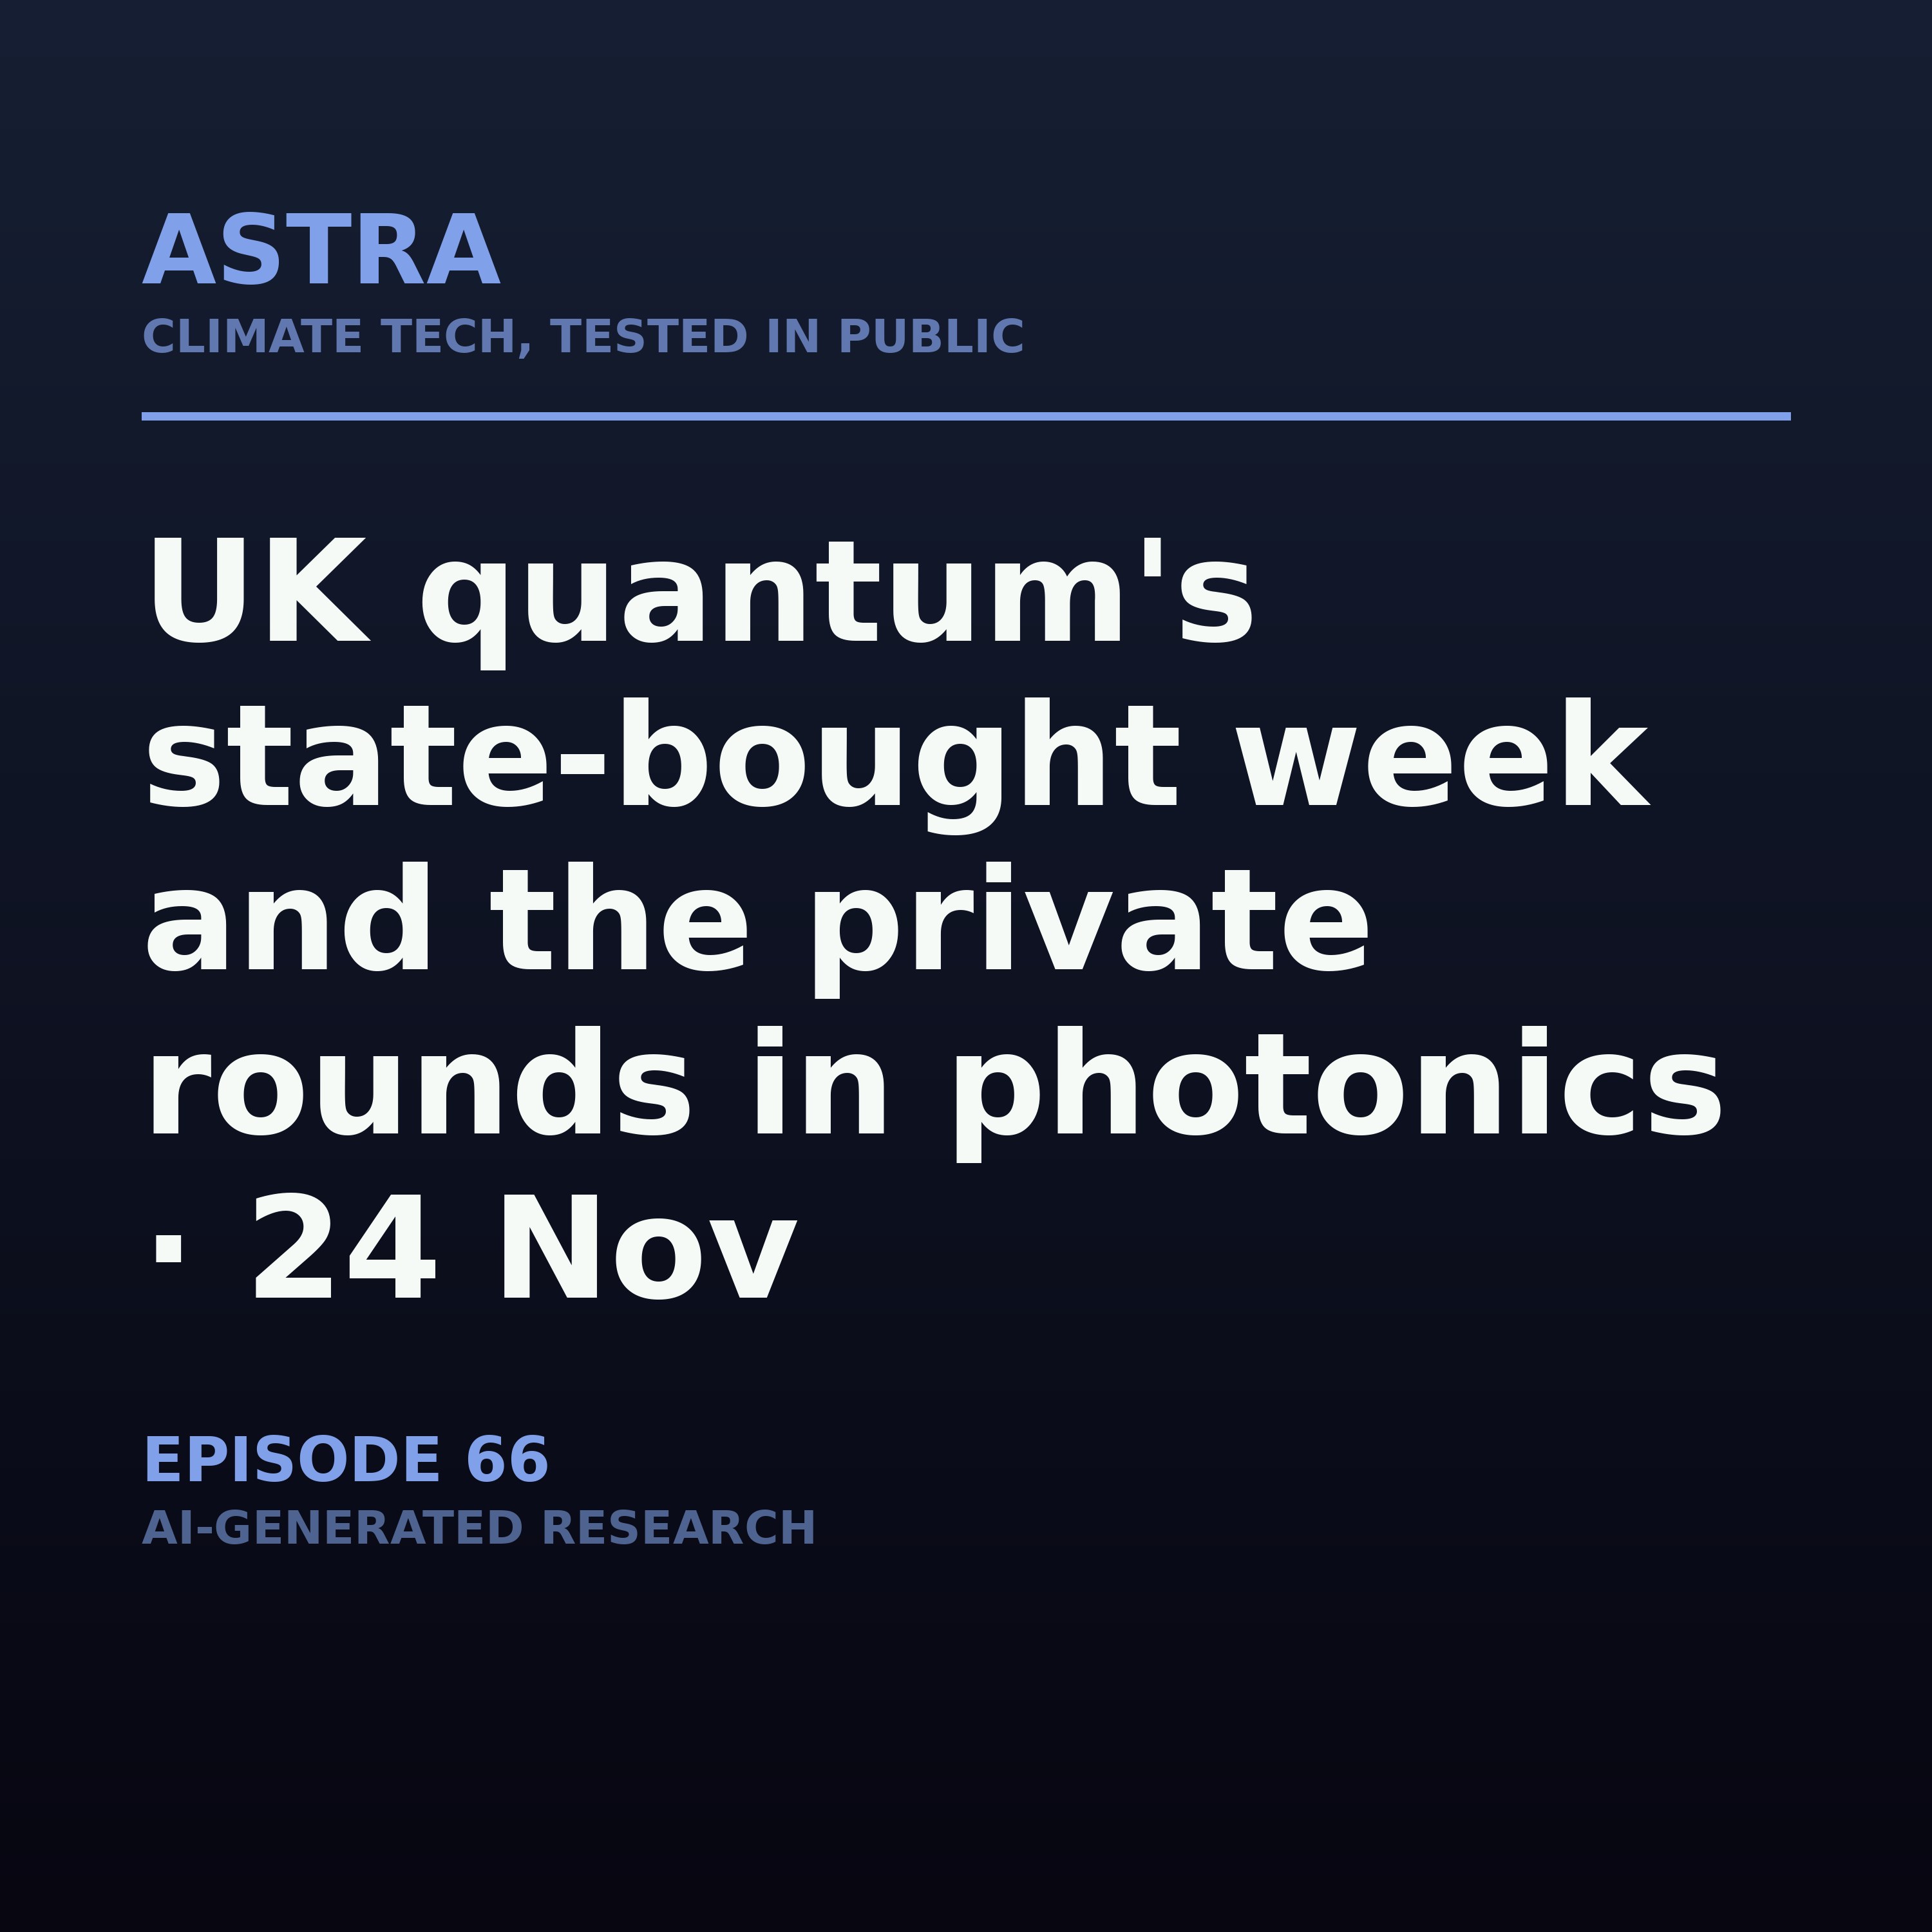 ASTRA
CLIMATE TECH, TESTED IN PUBLIC
UK quantum's
state-bought week
and the private
rounds in photonics
· 24 Nov
EPISODE 66
AI-GENERATED RESEARCH